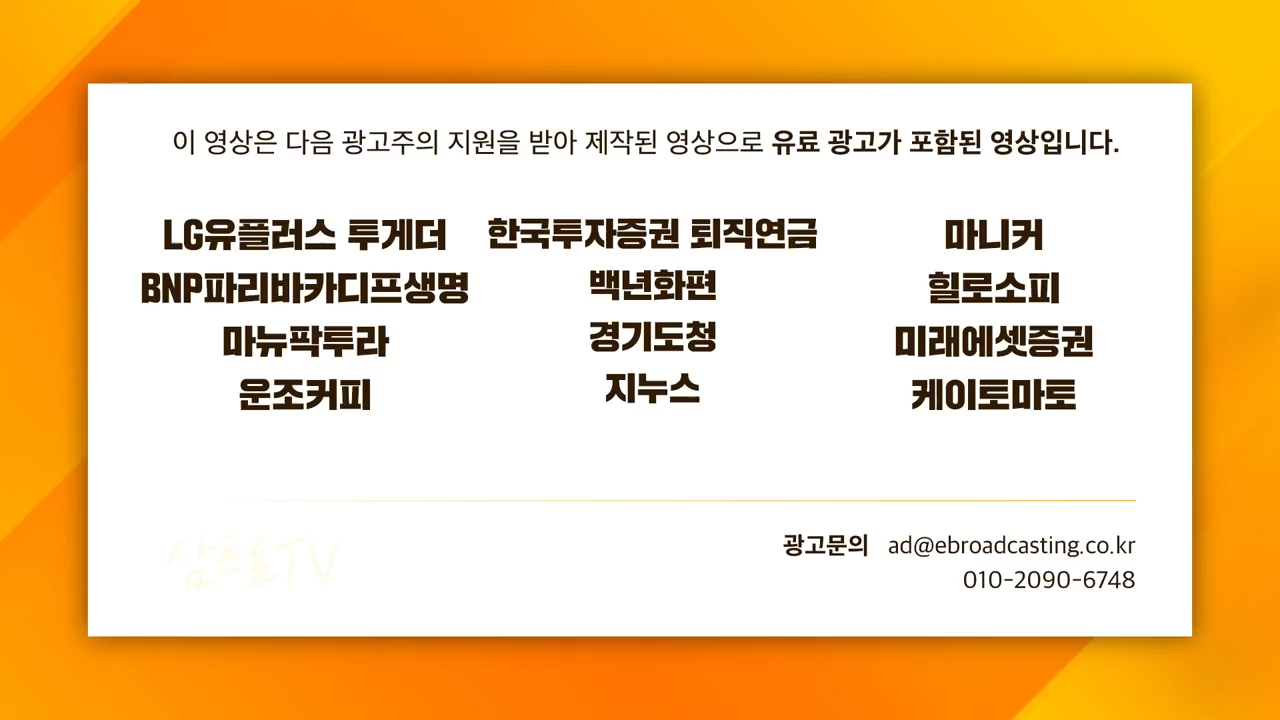 이 영상은 다음 광고주의 지원을 받아 제작된 영상으로 유료 광고가 포함된 영상입니다.
LG유플러스 투게더
BNP파리바카디프생명
마뉴팍투라
운조커피
한국투자증권 퇴직연금
백년화편
경기도청
지누스
마니커
힐로소피
미래에셋증권
케이토마토
삼프로TV
광고문의 ad@ebroadcasting.co.kr
010-2090-6748